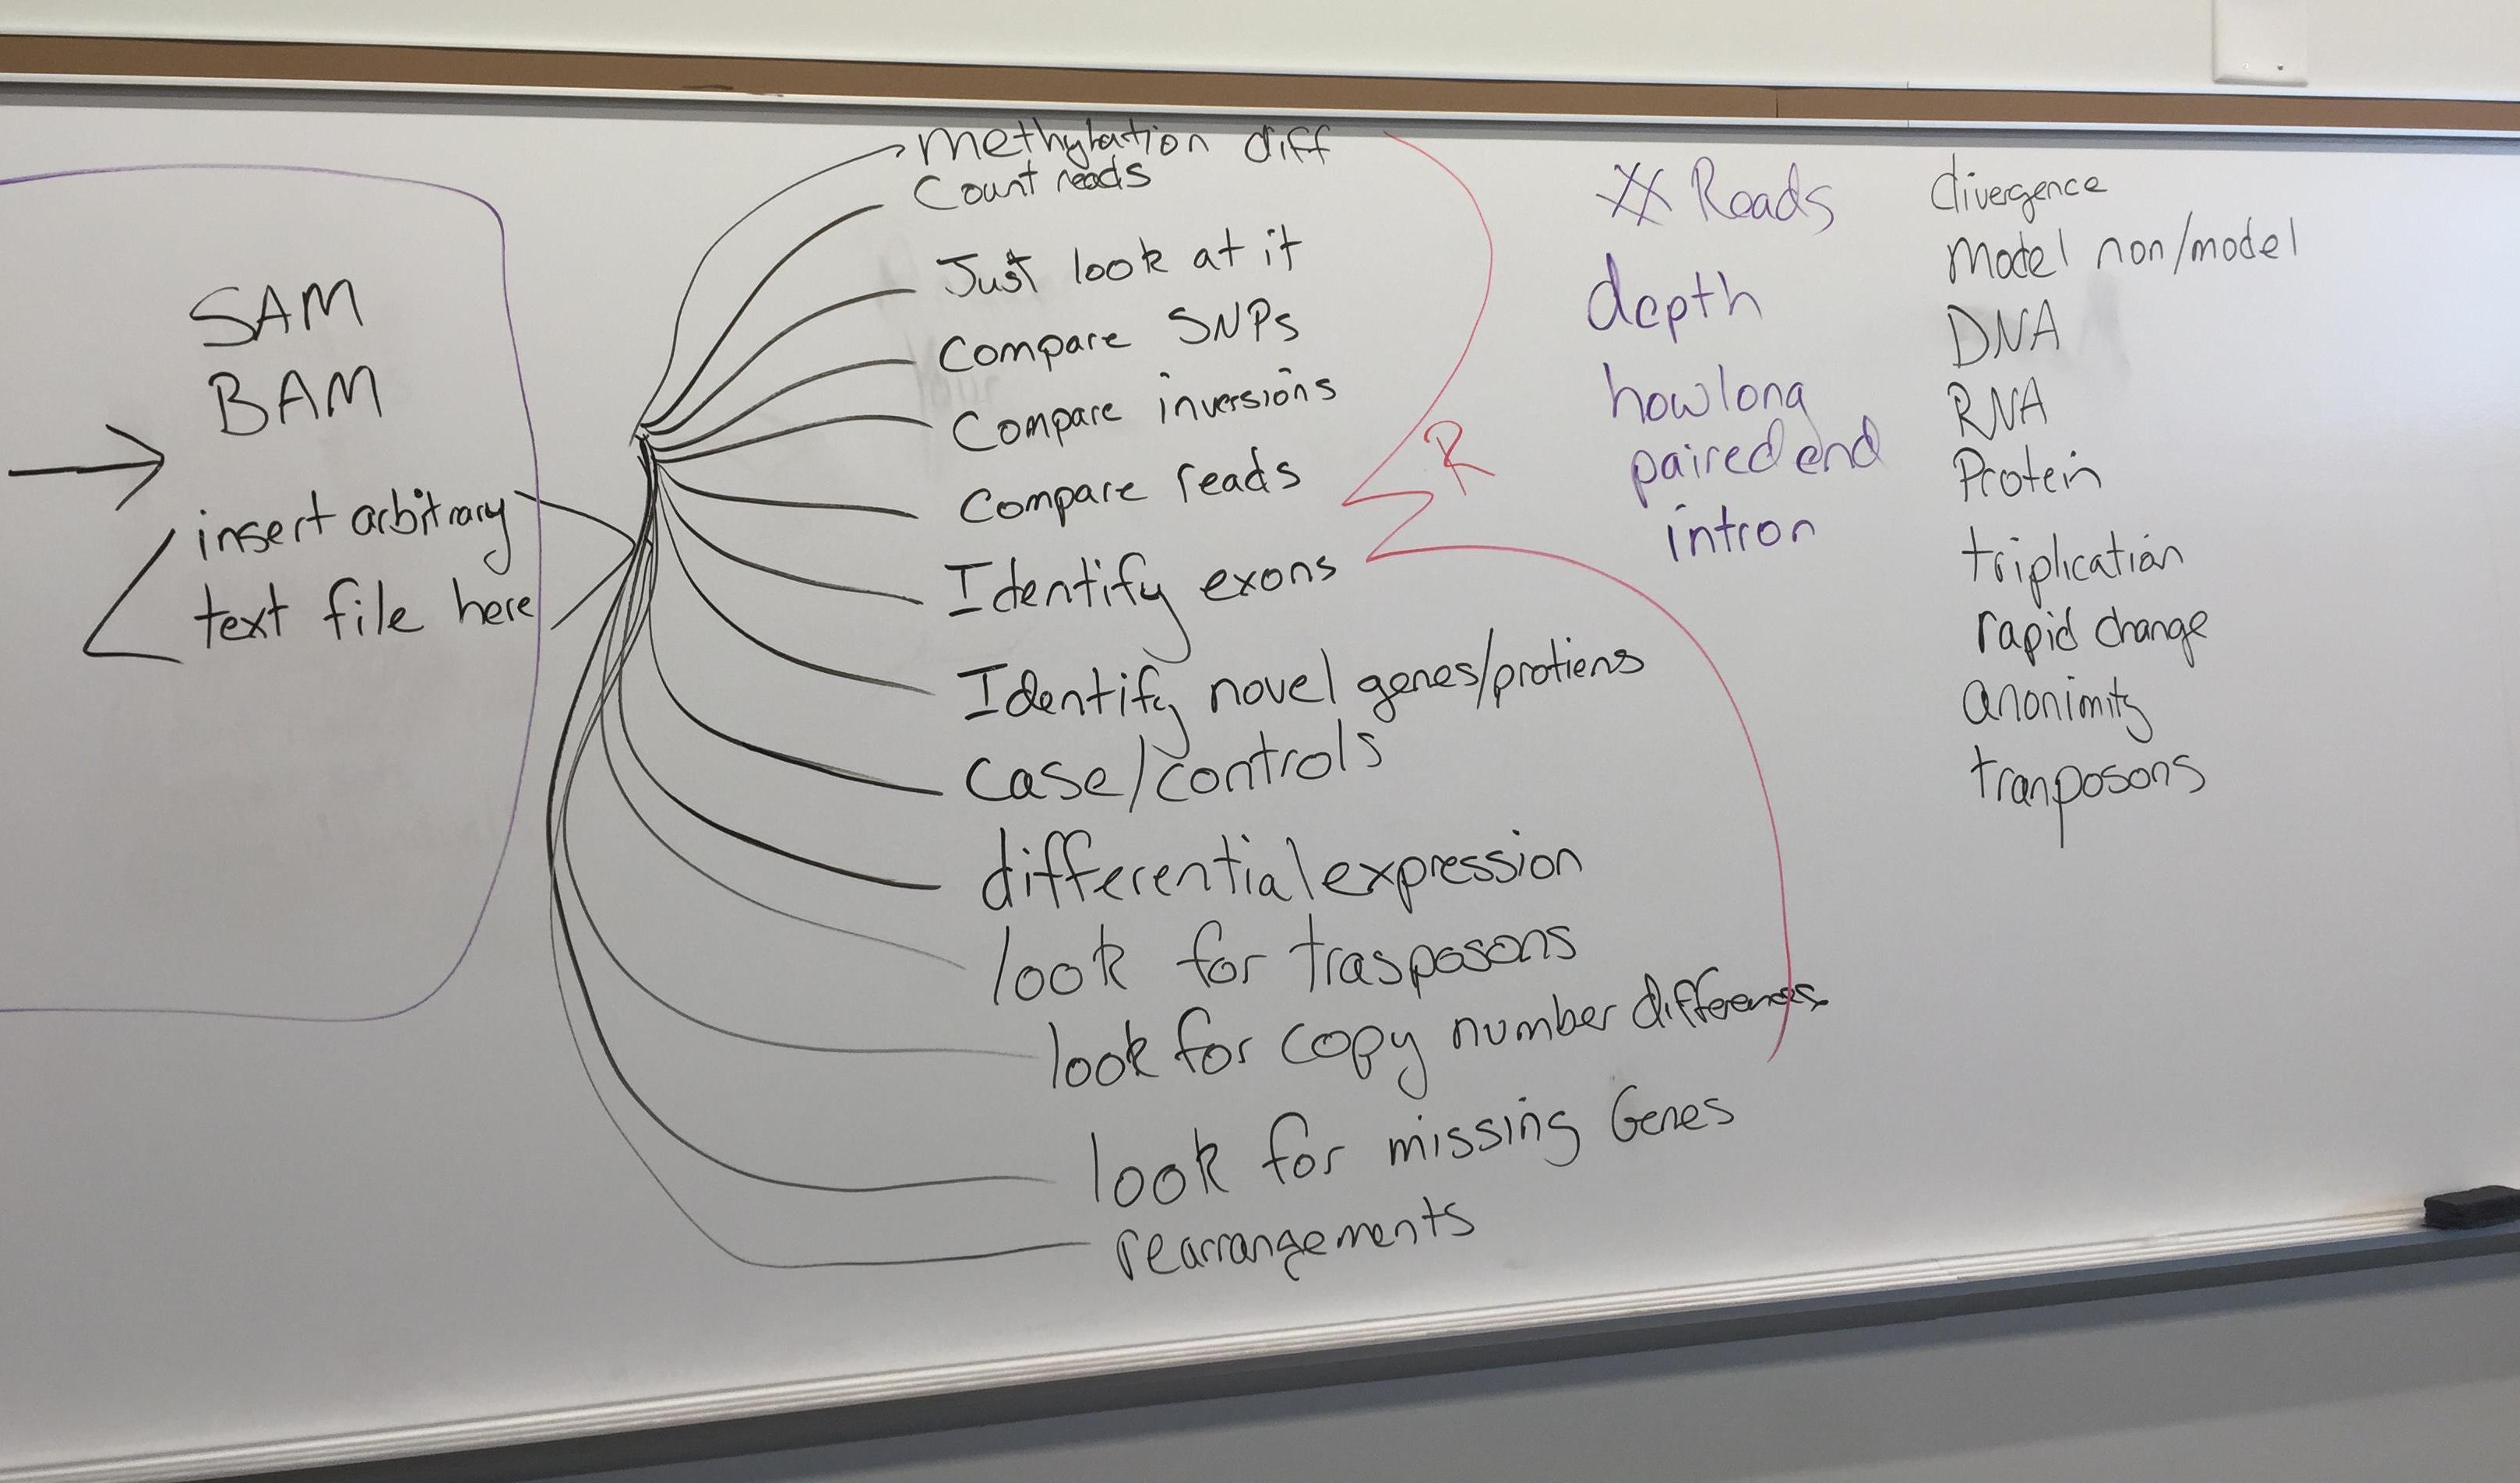 SAM
BAM
insert arbitrary
text file here
methylation diff
Count reads
Just look at it
Compare SNPs
Compare inversions
Compare reads
Identify exons
Identify novel genes/protiens
Case/controls
differential expression
look for trasposons
look for copy number differences
look for missing Genes
rearrangements
R
# Reads
depth
how long
paired end
intron
divergence
Model non/model
DNA
RNA
Protein
triplication
rapid change
anonimity
tranposons